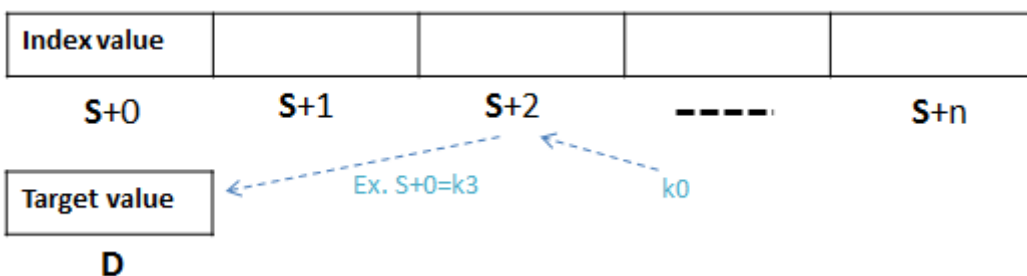 Index value
S+0 S+1 S+2 ----- S+n
Ex. S+0=k3 k0
Target value
D